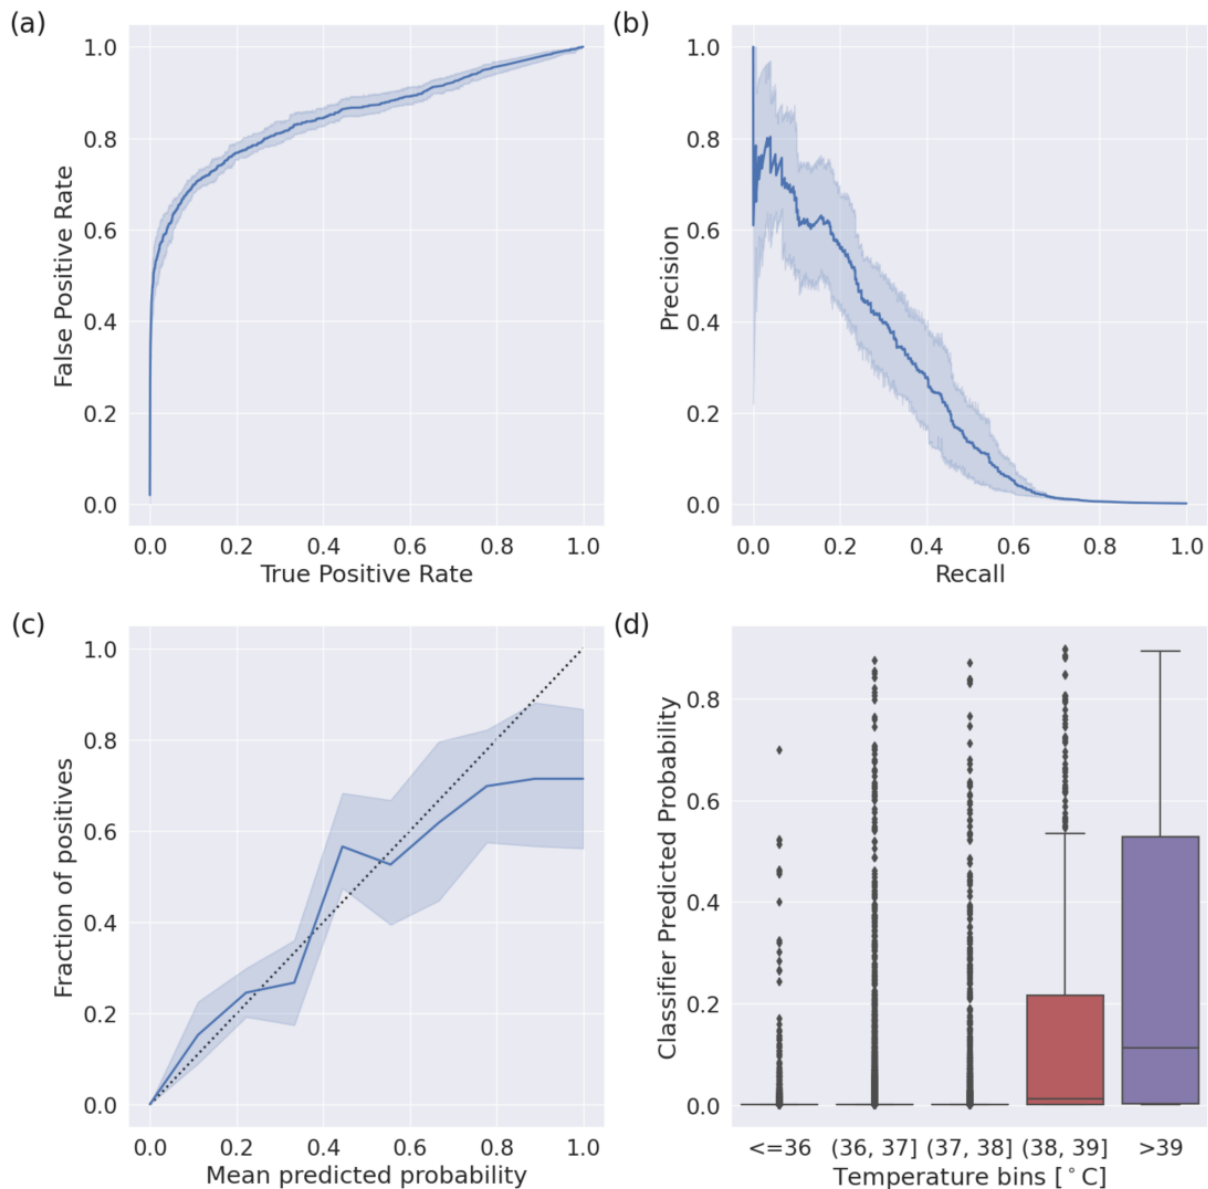 (a)
1.0
0.8
0.6
0.4
0.2
0.0
False Positive Rate
0.0 0.2 0.4 0.6 0.8 1.0
True Positive Rate
(b)
1.0
0.8
0.6
0.4
0.2
0.0
Precision
0.0 0.2 0.4 0.6 0.8 1.0
Recall
(c)
1.0
0.8
0.6
0.4
0.2
0.0
Fraction of positives
0.0 0.2 0.4 0.6 0.8 1.0
Mean predicted probability
(d)
0.8
0.6
0.4
0.2
0.0
Classifier Predicted Probability
<=36 (36, 37] (37, 38] (38, 39] >39
Temperature bins [°C]